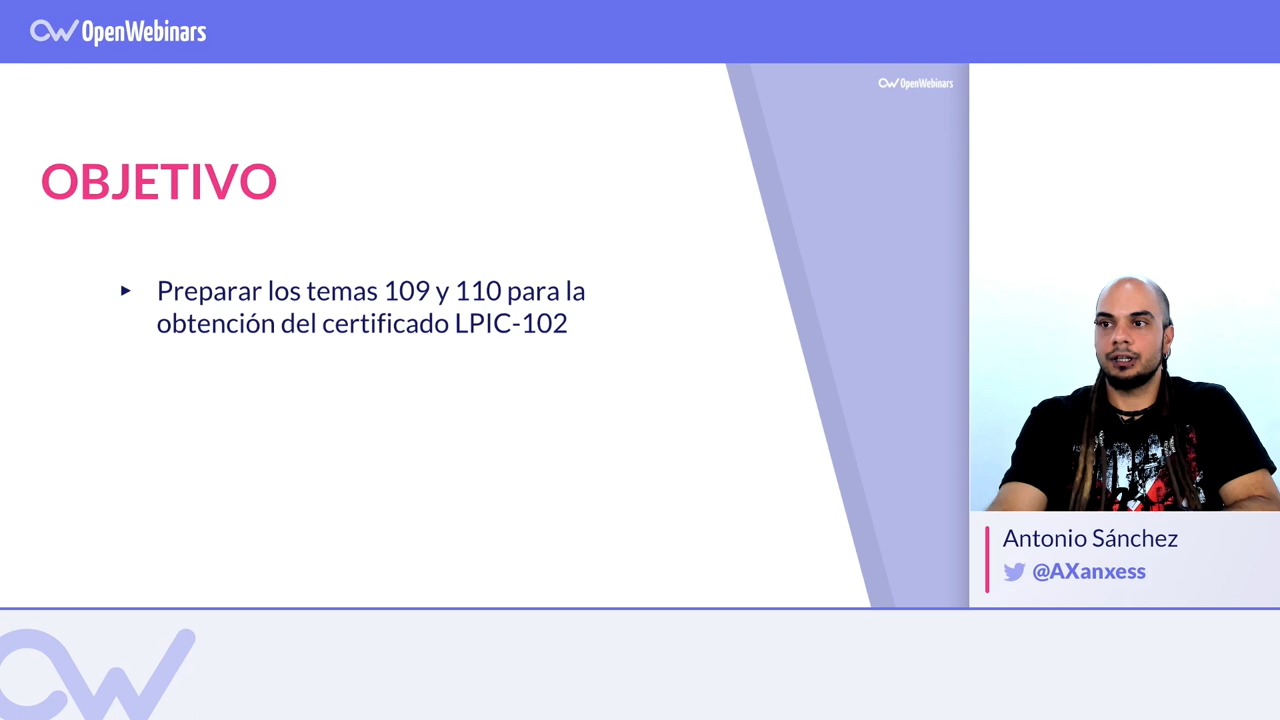 OpenWebinars
OpenWebinars
OBJETIVO
Preparar los temas 109 y 110 para la
obtención del certificado LPIC-102
Antonio Sánchez
@AXanxess